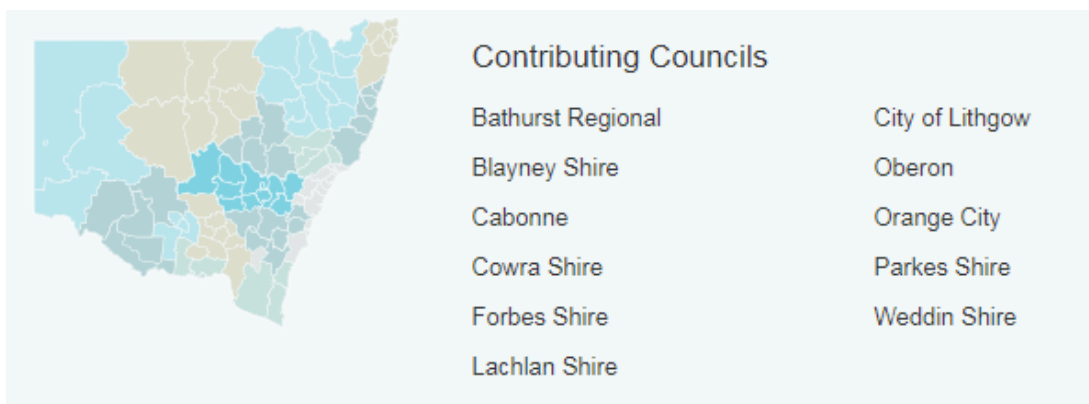 Contributing Councils
Bathurst Regional
Blayney Shire
Cabonne
Cowra Shire
Forbes Shire
Lachlan Shire
City of Lithgow
Oberon
Orange City
Parkes Shire
Weddin Shire